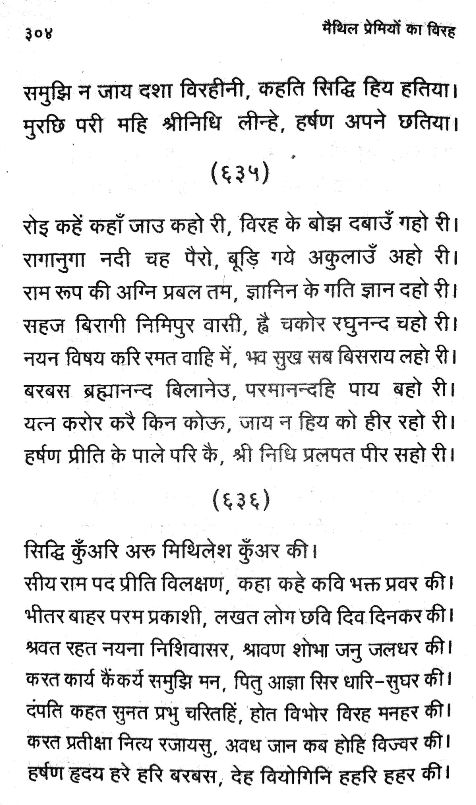 ३०४
मैथिल प्रेमियों का विरह
समुझि न जाय दशा विरहीनी, कहति सिद्धि हिय हतिया।
मुरछि परी महि श्रीनिधि लीन्हे, हर्षण अपने छतिया।
(६३५)
रोइ कहें कहाँ जाउ कहो री, विरह के बोझ दबाउँ गहो री।
रागानुगा नदी चह पैरो, बूड़ि गये अकुलाउँ अहो री।
राम रूप की अग्नि प्रबल तम, ज्ञानिन के गति ज्ञान दहो री।
सहज बिरागी निमिपुर वासी, ह्वै चकोर रघुनन्द चहो री।
नयन विषय करि रमत वाहि में, भव सुख सब बिसराय लहो री।
बरबस ब्रह्मानन्द बिलानेउ, परमानन्दहि पाय बहो री।
यत्न करोर करै किन कोऊ, जाय न हिय को हीर रहो री।
हर्षण प्रीति के पाले परि कै, श्री निधि प्रलपत पीर सहो री।
(६३६)
सिद्धि कुँअरि अरु मिथिलेश कुँअर की।
सीय राम पद प्रीति विलक्षण, कहा कहे कवि भक्त प्रवर की।
भीतर बाहर परम प्रकाशी, लखत लोग छवि दिव दिनकर की।
श्रवत रहत नयना निशिवासर, श्रावण शोभा जनु जलधर की।
करत कार्य कैंकर्य समुझि मन, पितु आज्ञा सिर धारि-सुघर की।
दंपति कहत सुनत प्रभु चरितहिं, होत विभोर विरह मनहर की।
करत प्रतीक्षा नित्य रजायसु, अवध जान कब होहि विज्वर की।
हर्षण हृदय हरे हरि बरबस, देह वियोगिनि हहरि हहर की।